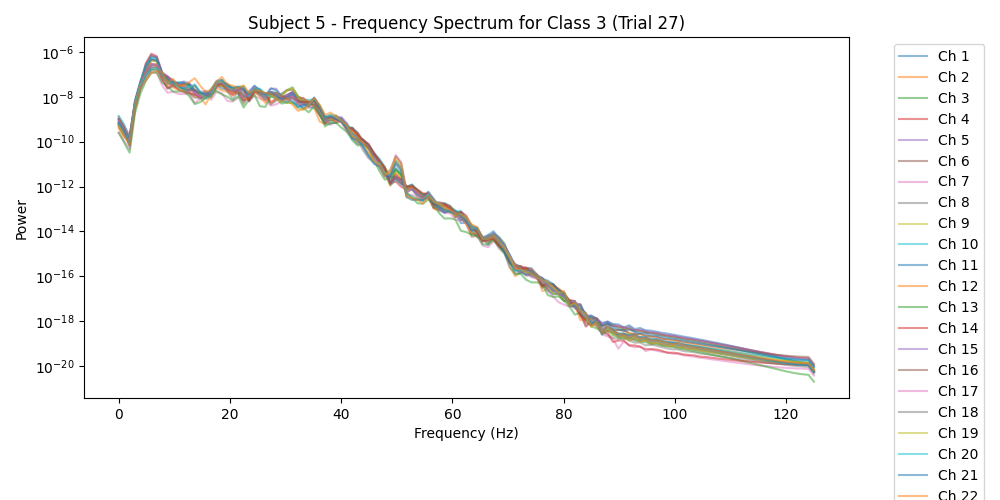 Subject 5 - Frequency Spectrum for Class 3 (Trial 27)
Power
10⁻⁶
10⁻⁸
10⁻¹⁰
10⁻¹²
10⁻¹⁴
10⁻¹⁶
10⁻¹⁸
10⁻²⁰
0
20
40
60
80
100
120
Frequency (Hz)
Ch 1
Ch 2
Ch 3
Ch 4
Ch 5
Ch 6
Ch 7
Ch 8
Ch 9
Ch 10
Ch 11
Ch 12
Ch 13
Ch 14
Ch 15
Ch 16
Ch 17
Ch 18
Ch 19
Ch 20
Ch 21
Ch 22